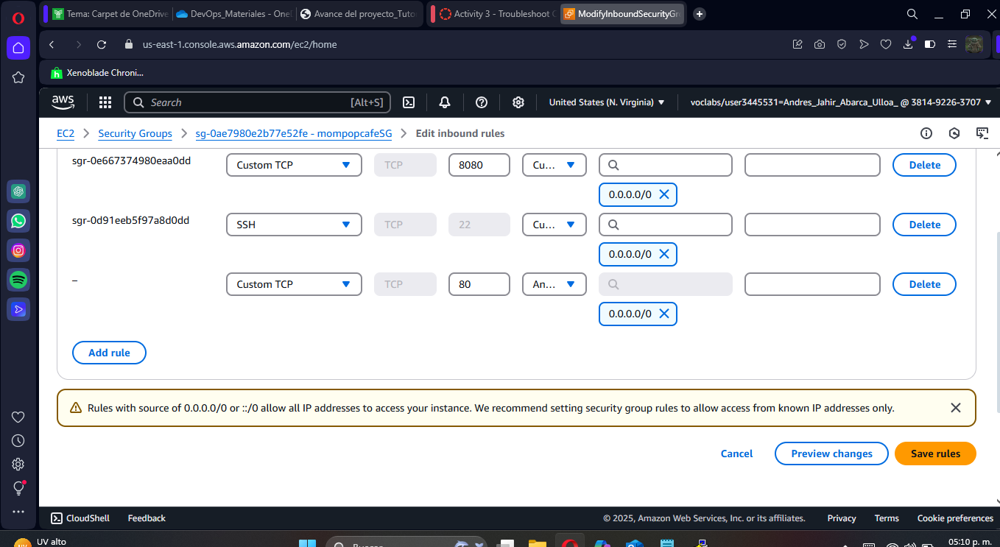 Tema: Carpet de OneDrive
DevOps_Materiales - One
Avance del proyecto_Tuto
Activity 3 - Troubleshoot C
ModifyInboundSecurityGr
us-east-1.console.aws.amazon.com/ec2/home
Xenoblade Chroni...
aws
Search
[Alt+S]
United States (N. Virginia)
voclabs/user3445531=Andres_Jahir_Abarca_Ulloa_ @ 3814-9226-3707
EC2 > Security Groups > sg-0ae7980e2b77e52fe - mompopcafeSG > Edit inbound rules
sgr-0e667374980eaa0dd
Custom TCP
TCP
8080
Cu...
Delete
0.0.0.0/0
sgr-0d91eeb5f97a8d0dd
SSH
TCP
22
Cu...
Delete
0.0.0.0/0
–
Custom TCP
TCP
80
An...
Delete
0.0.0.0/0
Add rule
Rules with source of 0.0.0.0/0 or ::/0 allow all IP addresses to access your instance. We recommend setting security group rules to allow access from known IP addresses only.
Cancel
Preview changes
Save rules
CloudShell
Feedback
© 2025, Amazon Web Services, Inc. or its affiliates.
Privacy
Terms
Cookie preferences
UV alto
05:10 p. m.